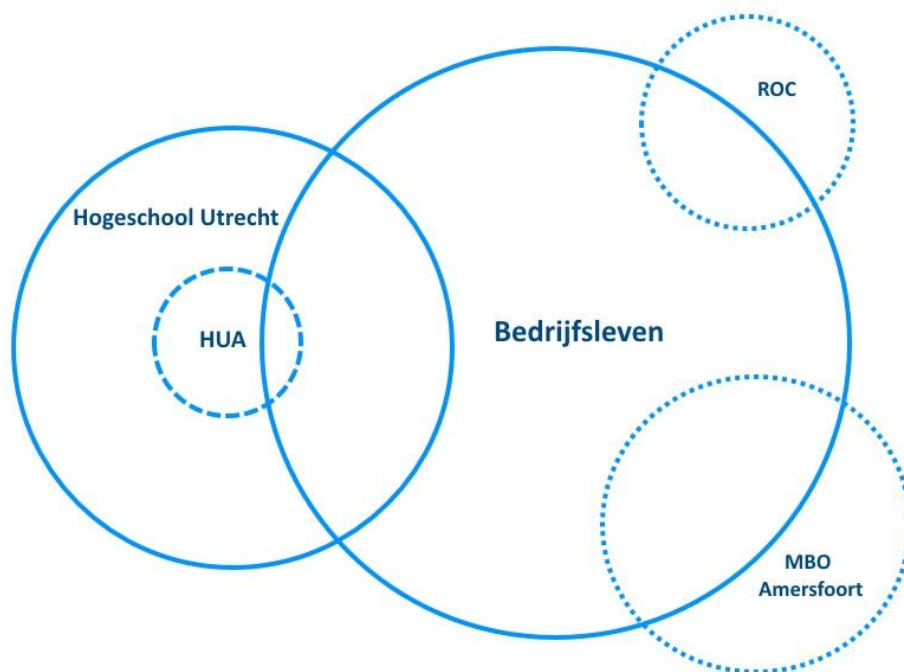 ROC
Hogeschool Utrecht
HUA
Bedrijfsleven
MBO
Amersfoort